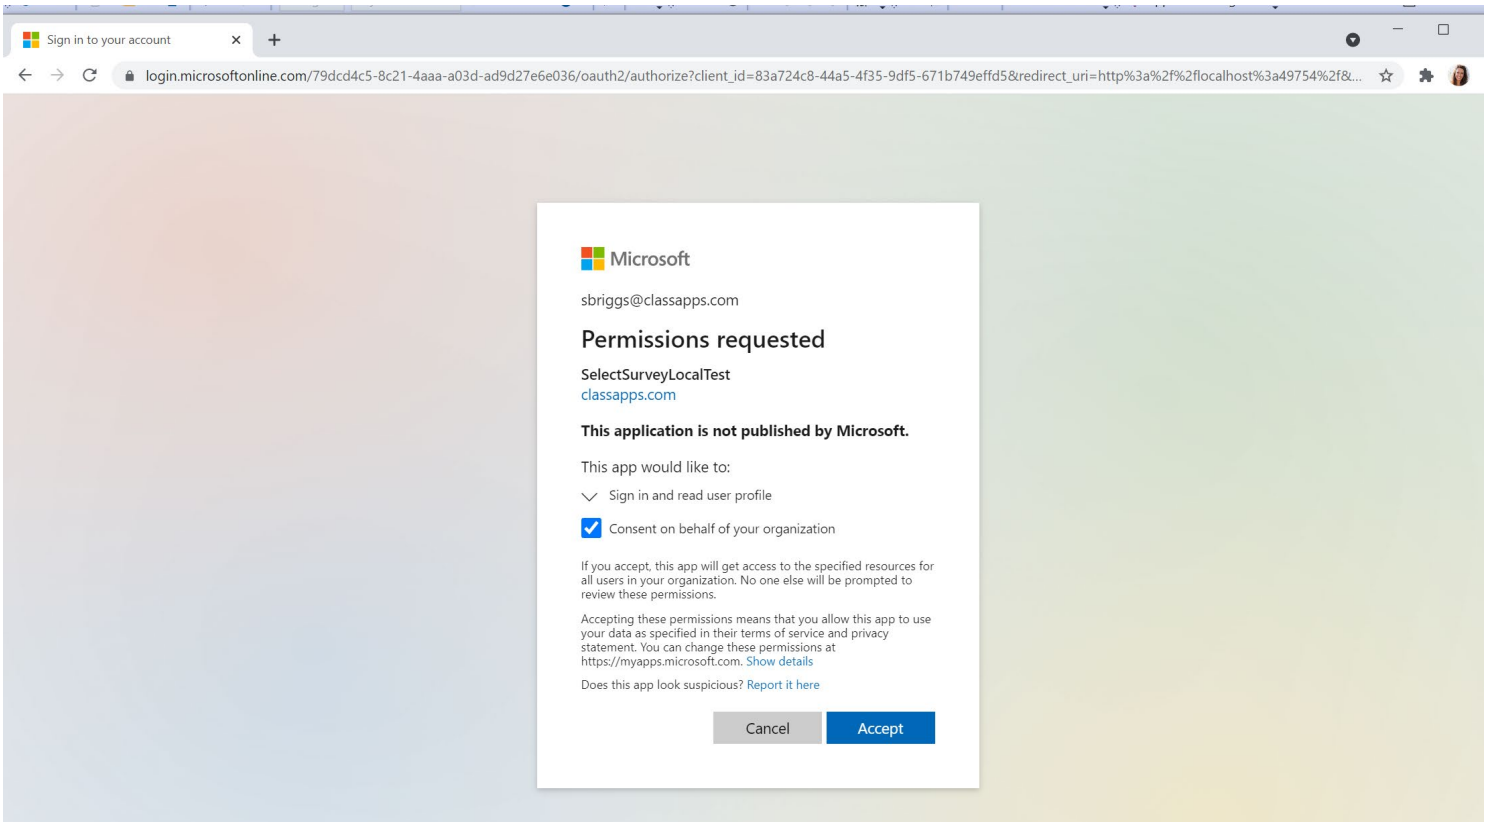 Sign in to your account
login.microsoftonline.com/79dcd4c5-8c21-4aaa-a03d-ad9d27e6e036/oauth2/authorize?client_id=83a724c8-44a5-4f35-9df5-671b749effd5&redirect_uri=http%3a%2f%2flocalhost%3a49754%2f&...
Microsoft
sbriggs@classapps.com
Permissions requested
SelectSurveyLocalTest
classapps.com
This application is not published by Microsoft.
This app would like to:
Sign in and read user profile
Consent on behalf of your organization
If you accept, this app will get access to the specified resources for
all users in your organization. No one else will be prompted to
review these permissions.
Accepting these permissions means that you allow this app to use
your data as specified in their terms of service and privacy
statement. You can change these permissions at
https://myapps.microsoft.com. Show details
Does this app look suspicious? Report it here
Cancel Accept